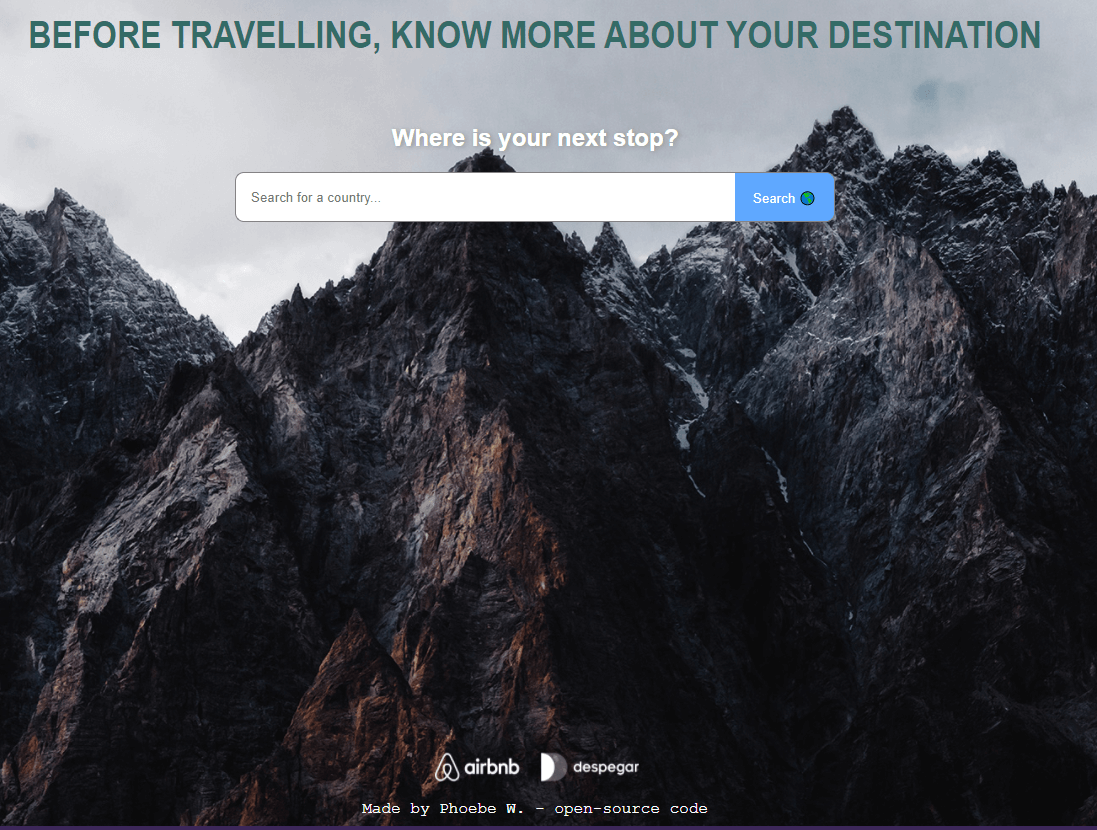 BEFORE TRAVELLING, KNOW MORE ABOUT YOUR DESTINATION
Where is your next stop?
Search for a country...
Search 🌎
airbnb
despegar
Made by Phoebe W. - open-source code